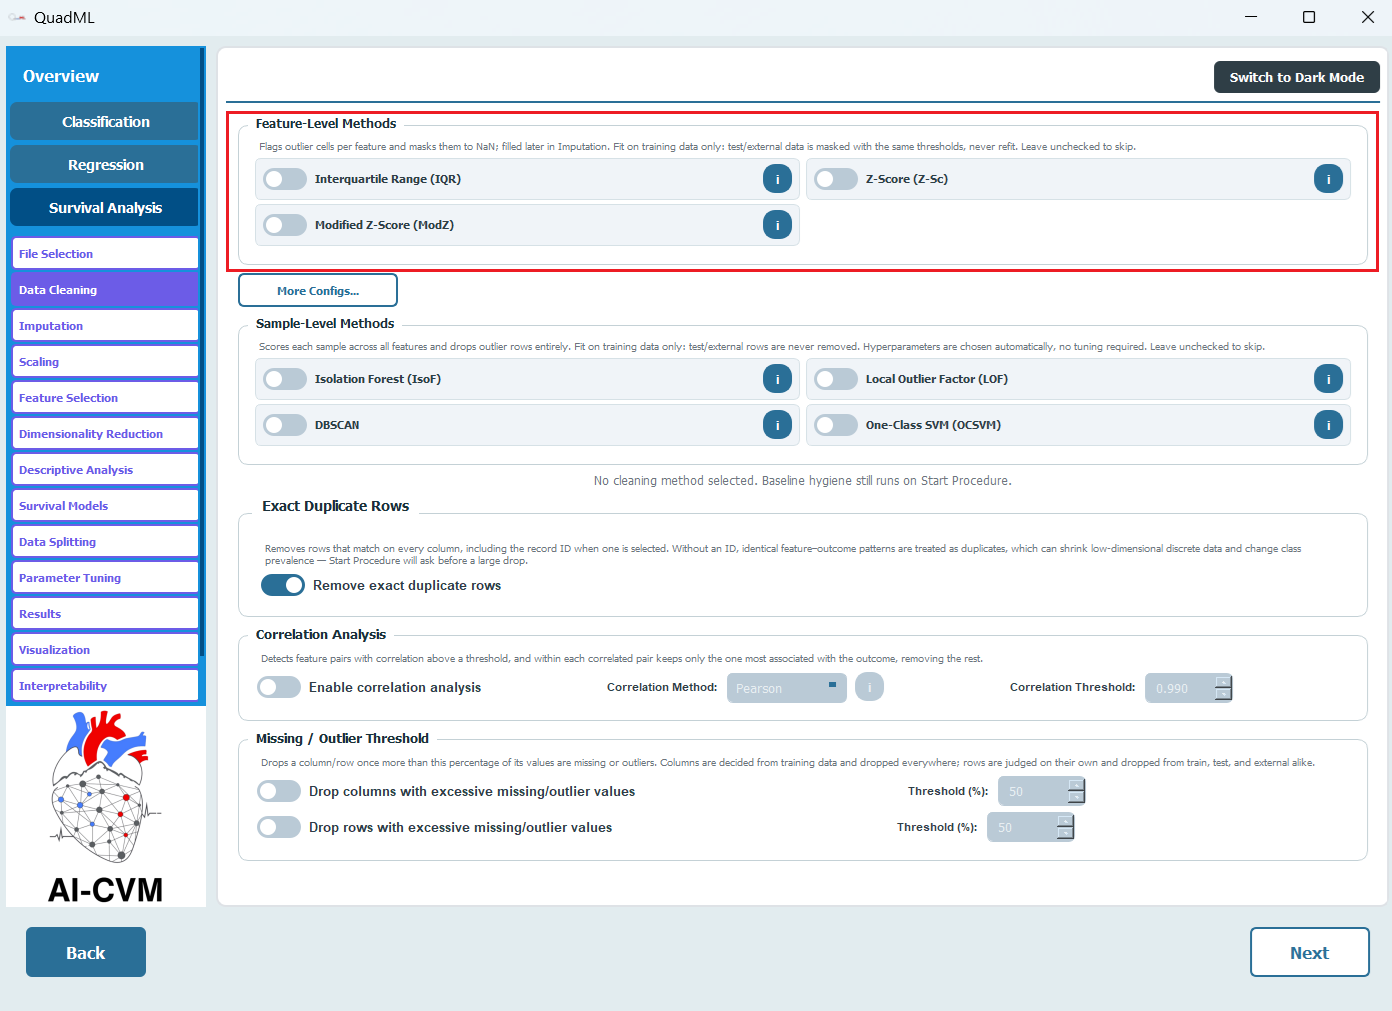 QuadML
Overview
Classification
Regression
Survival Analysis
File Selection
Data Cleaning
Imputation
Scaling
Feature Selection
Dimensionality Reduction
Descriptive Analysis
Survival Models
Data Splitting
Parameter Tuning
Results
Visualization
Interpretability
AI-CVM
Switch to Dark Mode
Feature-Level Methods
Flags outlier cells per feature and masks them to NaN; filled later in Imputation. Fit on training data only: test/external data is masked with the same thresholds, never refit. Leave unchecked to skip.
Interquartile Range (IQR) i
Z-Score (Z-Sc) i
Modified Z-Score (ModZ) i
More Configs...
Sample-Level Methods
Scores each sample across all features and drops outlier rows entirely. Fit on training data only: test/external rows are never removed. Hyperparameters are chosen automatically, no tuning required. Leave unchecked to skip.
Isolation Forest (IsoF) i
Local Outlier Factor (LOF) i
DBSCAN i
One-Class SVM (OCSVM) i
No cleaning method selected. Baseline hygiene still runs on Start Procedure.
Exact Duplicate Rows
Removes rows that match on every column, including the record ID when one is selected. Without an ID, identical feature–outcome patterns are treated as duplicates, which can shrink low-dimensional discrete data and change class
prevalence — Start Procedure will ask before a large drop.
Remove exact duplicate rows
Correlation Analysis
Detects feature pairs with correlation above a threshold, and within each correlated pair keeps only the one most associated with the outcome, removing the rest.
Enable correlation analysis Correlation Method: Pearson i Correlation Threshold: 0.990
Missing / Outlier Threshold
Drops a column/row once more than this percentage of its values are missing or outliers. Columns are decided from training data and dropped everywhere; rows are judged on their own and dropped from train, test, and external alike.
Drop columns with excessive missing/outlier values Threshold (%): 50
Drop rows with excessive missing/outlier values Threshold (%): 50
Back
Next